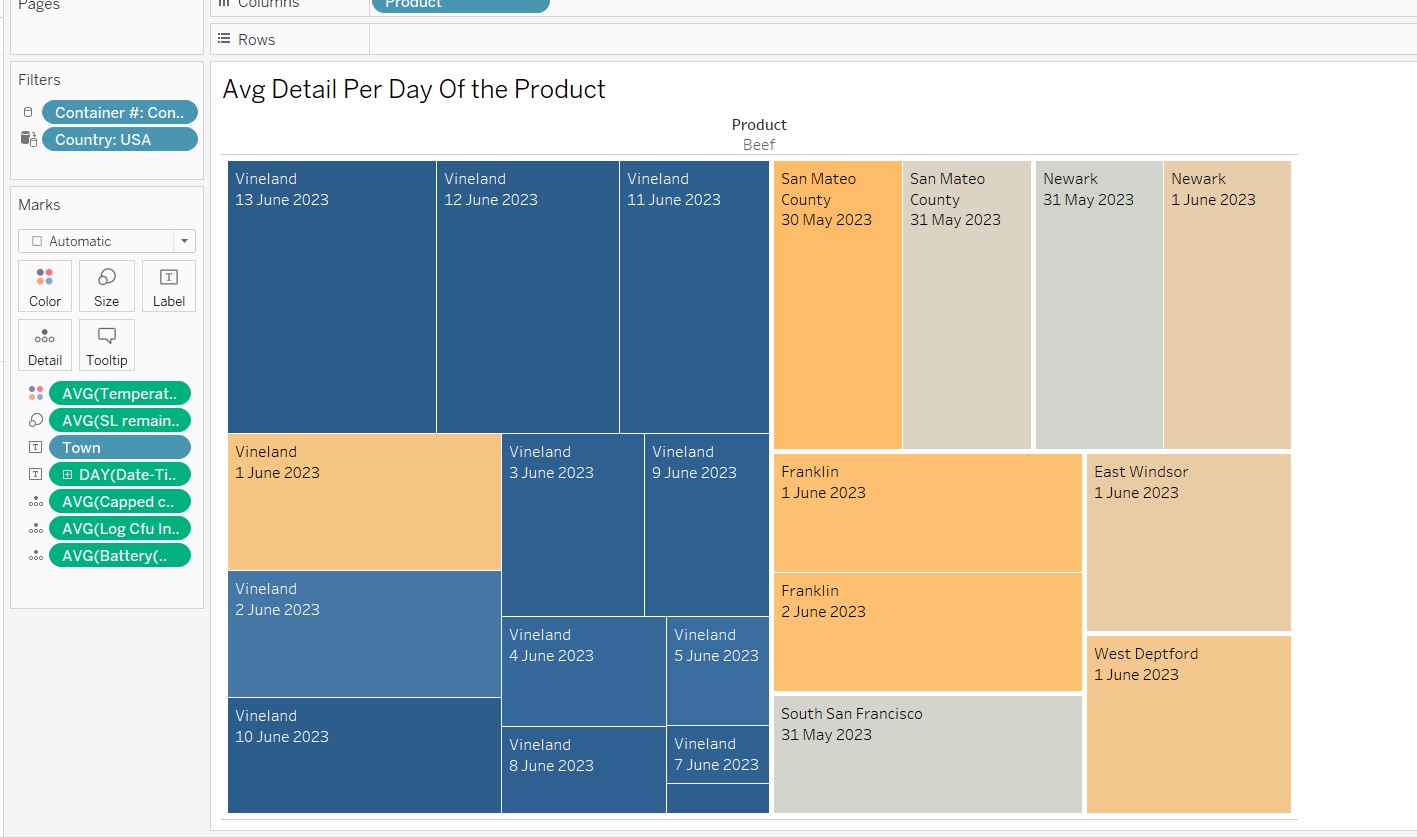 Pages
Columns
Product
Rows
Filters
Container #: Con..
Country: USA
Marks
Automatic
Color
Size
Label
Detail
Tooltip
AVG(Temperat..
AVG(SL remain..
Town
DAY(Date-Ti..
AVG(Capped c..
AVG(Log Cfu In..
AVG(Battery(..
Avg Detail Per Day Of the Product
Product
Beef
Vineland
13 June 2023
Vineland
12 June 2023
Vineland
11 June 2023
San Mateo
County
30 May 2023
San Mateo
County
31 May 2023
Newark
31 May 2023
Newark
1 June 2023
Vineland
1 June 2023
Vineland
3 June 2023
Vineland
9 June 2023
Franklin
1 June 2023
East Windsor
1 June 2023
Vineland
2 June 2023
Franklin
2 June 2023
Vineland
4 June 2023
Vineland
5 June 2023
West Deptford
1 June 2023
Vineland
10 June 2023
South San Francisco
31 May 2023
Vineland
8 June 2023
Vineland
7 June 2023